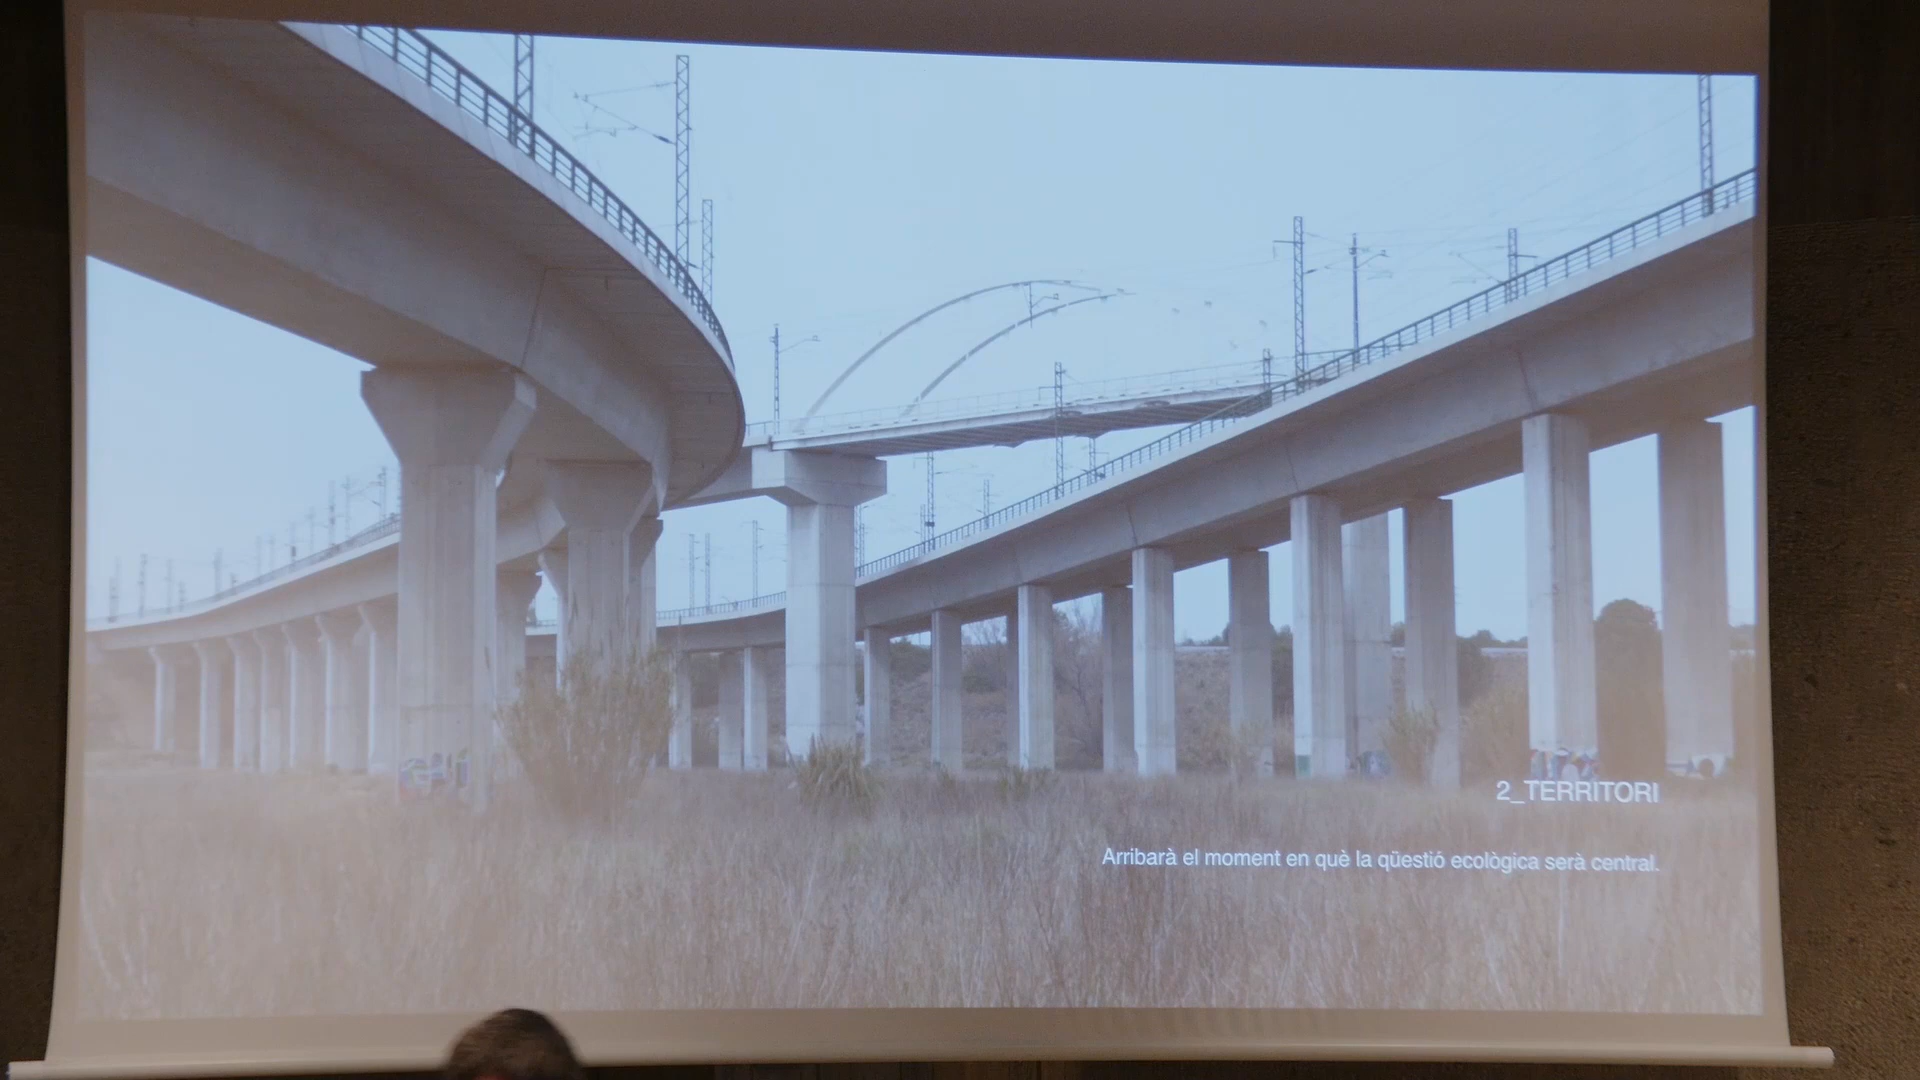 2_TERRITORI
Arribarà el moment en què la qüestió ecològica serà central.